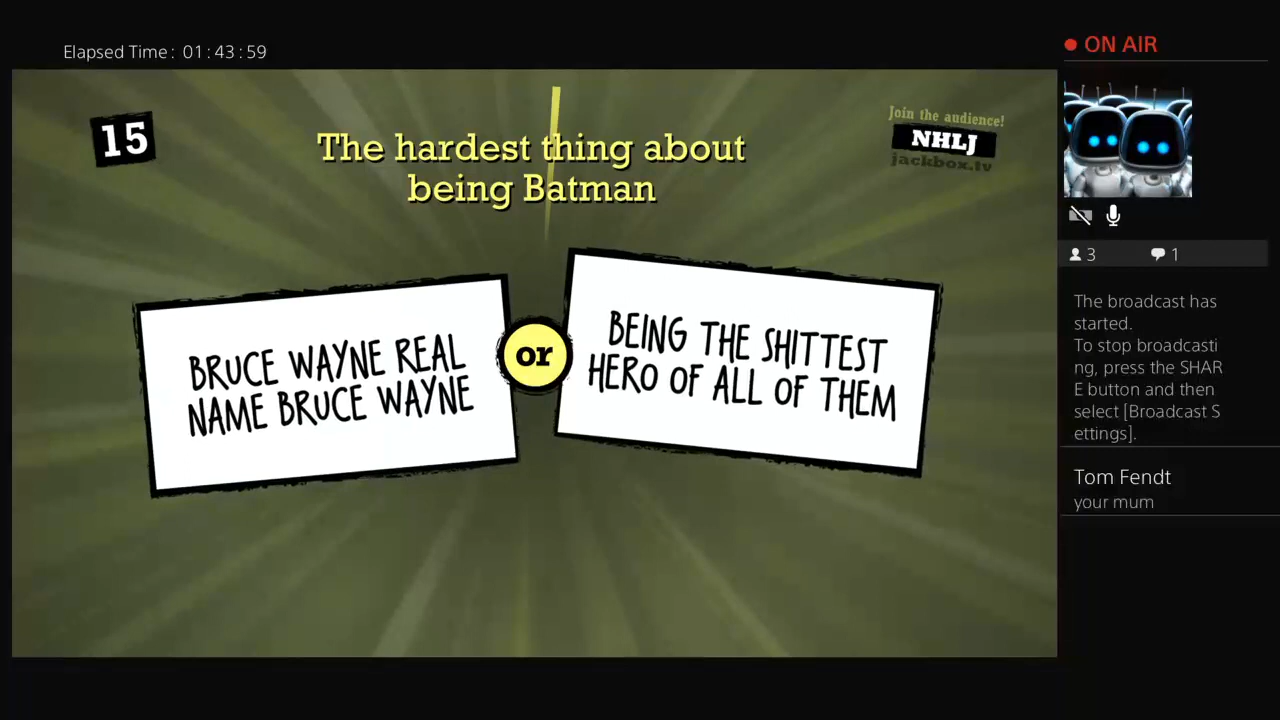 Elapsed Time: 01:43:59
ON AIR
15
The hardest thing about
being Batman
Join the audience!
NHLJ
jackbox.tv
BRUCE WAYNE REAL
NAME BRUCE WAYNE
or
BEING THE SHITTEST
HERO OF ALL OF THEM
3
1
The broadcast has
started.
To stop broadcasti
ng, press the SHAR
E button and then
select [Broadcast S
ettings].
Tom Fendt
your mum